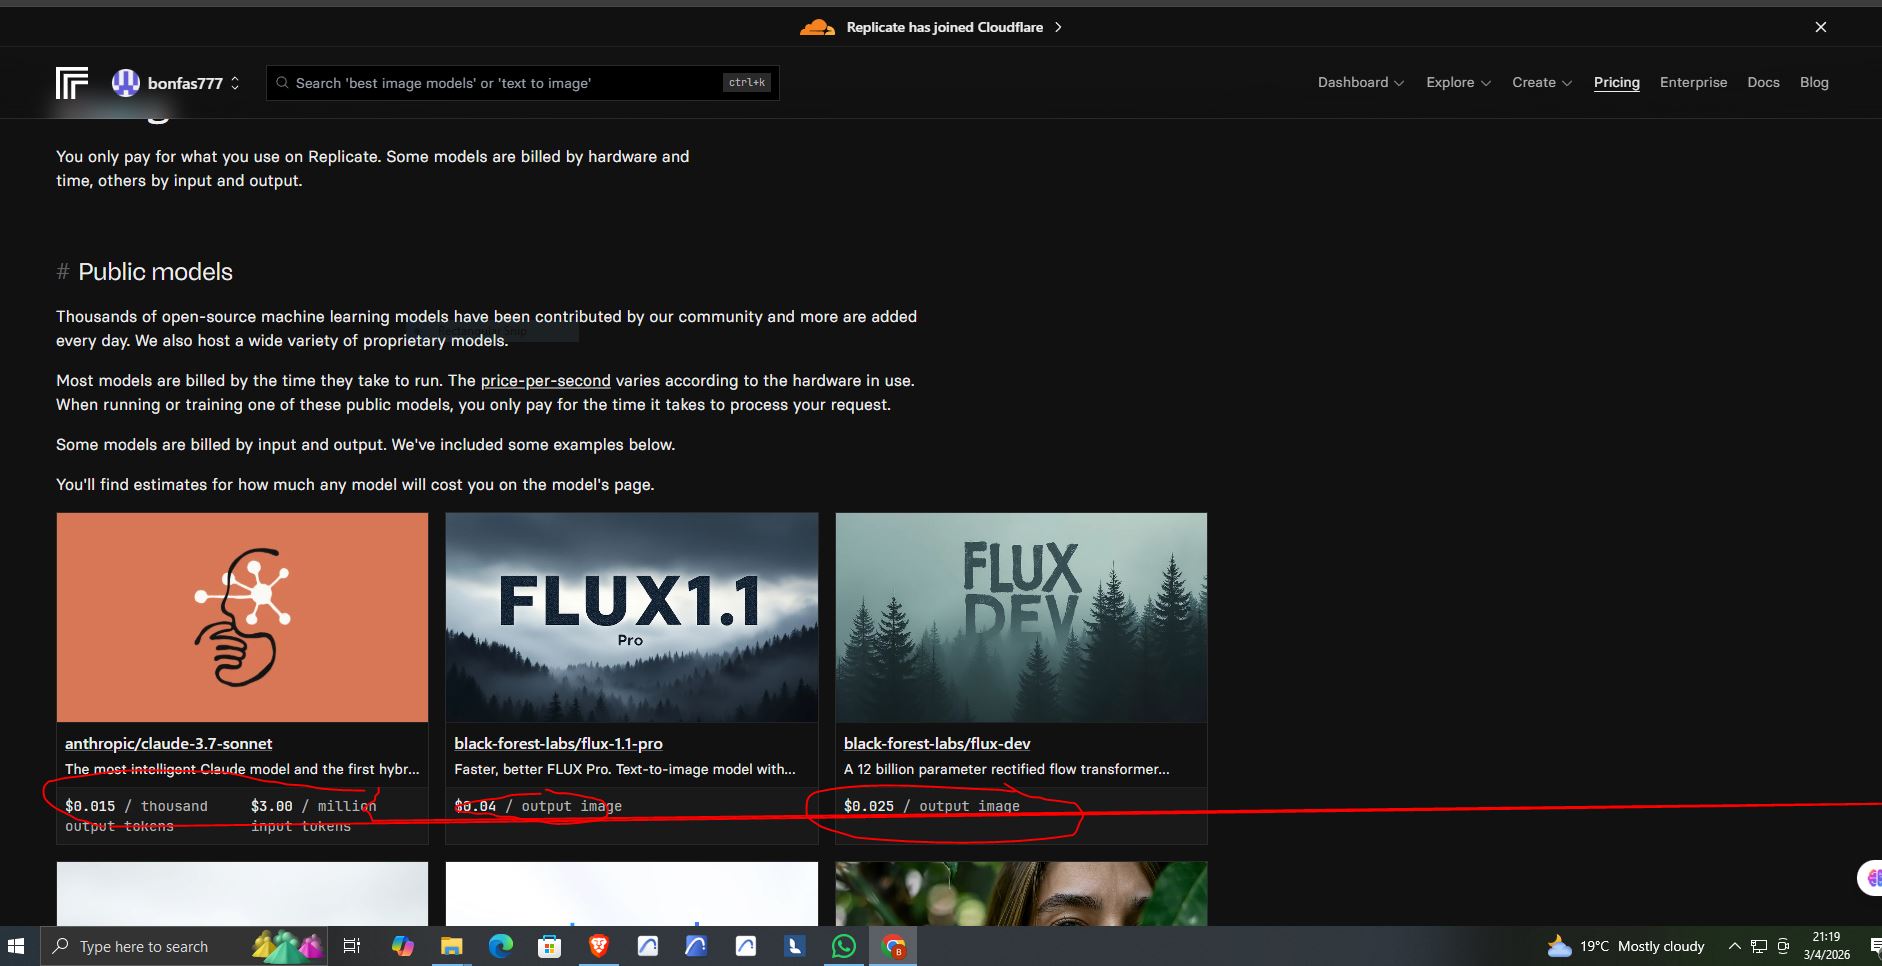 Replicate has joined Cloudflare
bonfas777
Search 'best image models' or 'text to image'
ctrl+k
Dashboard
Explore
Create
Pricing
Enterprise
Docs
Blog
You only pay for what you use on Replicate. Some models are billed by hardware and
time, others by input and output.
# Public models
Thousands of open-source machine learning models have been contributed by our community and more are added
Rectangular Snip
every day. We also host a wide variety of proprietary models.
Most models are billed by the time they take to run. The price-per-second varies according to the hardware in use.
When running or training one of these public models, you only pay for the time it takes to process your request.
Some models are billed by input and output. We've included some examples below.
You'll find estimates for how much any model will cost you on the model's page.
anthropic/claude-3.7-sonnet
The most intelligent Claude model and the first hybr...
$0.015 / thousand
output tokens
$3.00 / million
input tokens
FLUX1.1
Pro
black-forest-labs/flux-1.1-pro
Faster, better FLUX Pro. Text-to-image model with...
$0.04 / output image
FLUX
DEV
black-forest-labs/flux-dev
A 12 billion parameter rectified flow transformer...
$0.025 / output image
Type here to search
19°C Mostly cloudy
21:19
3/4/2026